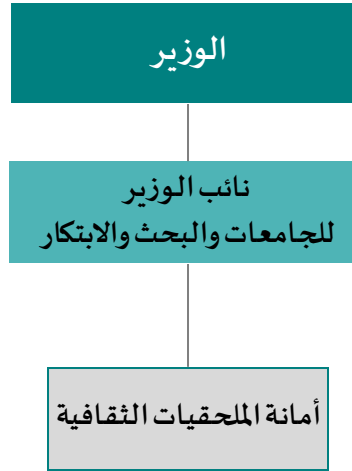 الوزير
نائب الوزير
للجامعات والبحث والابتكار
أمانة الملحقيات الثقافية